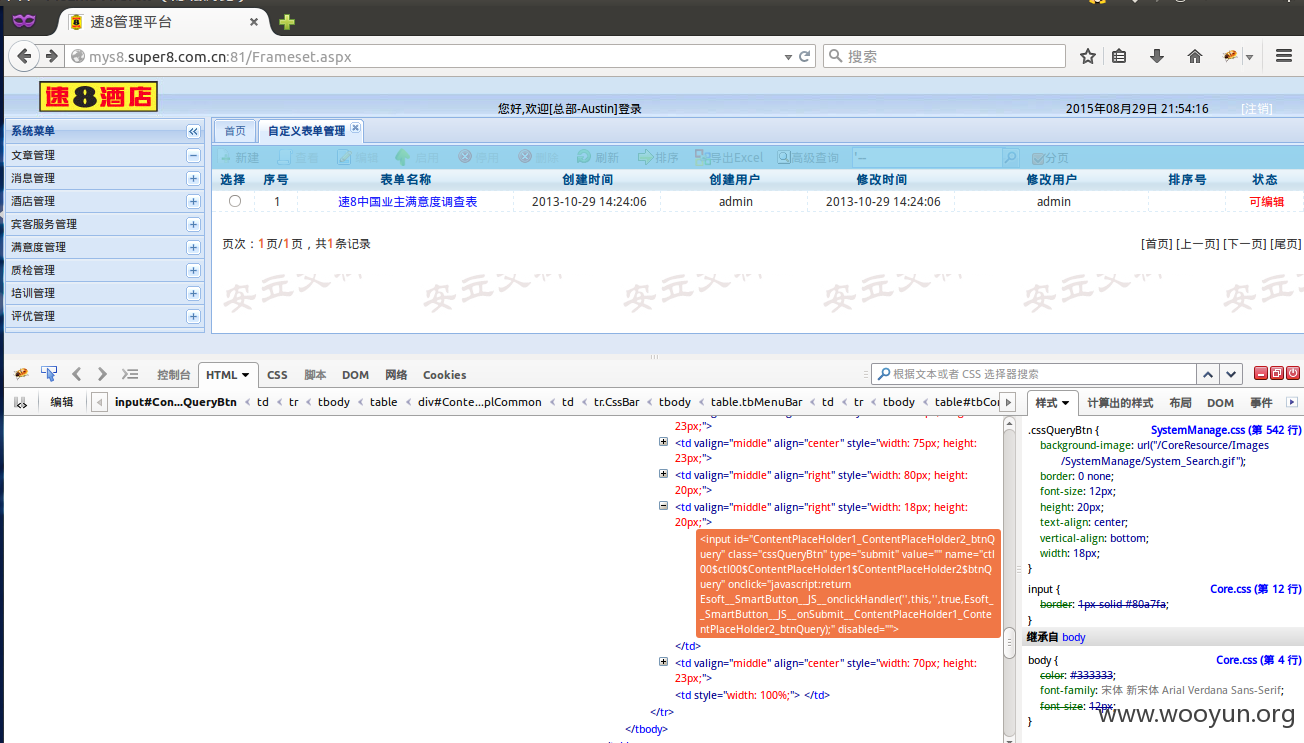 速8管理平台
mys8.super8.com.cn:81/Frameset.aspx
搜索
速8酒店
您好,欢迎[总部-Austin]登录
2015年08月29日 21:54:16
[注销]
系统菜单
首页
自定义表单管理
文章管理
消息管理
酒店管理
宾客服务管理
满意度管理
质检管理
培训管理
评优管理
新建
查看
编辑
启用
停用
删除
刷新
排序
导出Excel
高级查询
'--
分页
选择 序号 表单名称 创建时间 创建用户 修改时间 修改用户 排序号 状态
1 速8中国业主满意度调查表 2013-10-29 14:24:06 admin 2013-10-29 14:24:06 admin 可编辑
页次：1页/1页，共1条记录
[首页] [上一页] [下一页] [尾页]
控制台 HTML CSS 脚本 DOM 网络 Cookies
根据文本或者 CSS 选择器搜索
编辑
input#Con...QueryBtn < td < tr < tbody < table < div#Conte...plCommon < td < tr.CssBar < tbody < table.tbMenuBar < td < tr < tbody < table#tbCon
样式 计算出的样式 布局 DOM 事件
23px;">
<td valign="middle" align="center" style="width: 75px; height:
23px;">
<td valign="middle" align="right" style="width: 80px; height:
20px;">
<td valign="middle" align="right" style="width: 18px; height:
20px;">
<input id="ContentPlaceHolder1_ContentPlaceHolder2_btnQ
uery" class="cssQueryBtn" type="submit" value="" name="ctl
00$ctl00$ContentPlaceHolder1$ContentPlaceHolder2$btnQ
uery" onclick="javascript:return
Esoft__SmartButton__JS__onclickHandler('',this,'',true,Esoft_
_SmartButton__JS__onSubmit__ContentPlaceHolder1_Conte
ntPlaceHolder2_btnQuery);" disabled="">
</td>
<td valign="middle" align="center" style="width: 70px; height:
23px;">
<td style="width: 100%;"> </td>
</tr>
</tbody>
.cssQueryBtn {
SystemManage.css (第 542 行)
background-image: url("/CoreResource/Images
/SystemManage/System_Search.gif");
border: 0 none;
font-size: 12px;
height: 20px;
text-align: center;
vertical-align: bottom;
width: 18px;
}
input {
Core.css (第 12 行)
border: 1px solid #80a7fa;
}
继承自 body
body {
Core.css (第 4 行)
color: #333333;
font-family: 宋体 新宋体 Arial Verdana Sans-Serif;
font-size: 12px;
}
www.wooyun.org